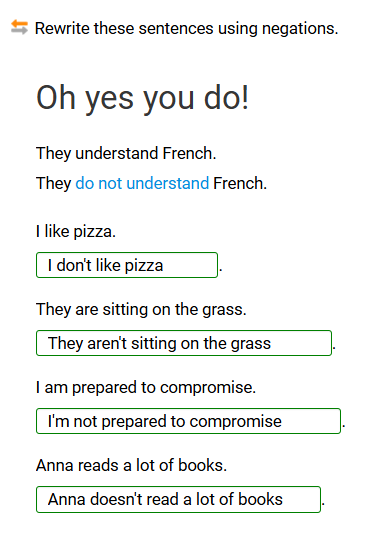 Rewrite these sentences using negations.
Oh yes you do!
They understand French.
They do not understand French.
I like pizza.
I don't like pizza.
They are sitting on the grass.
They aren't sitting on the grass.
I am prepared to compromise.
I'm not prepared to compromise.
Anna reads a lot of books.
Anna doesn't read a lot of books.